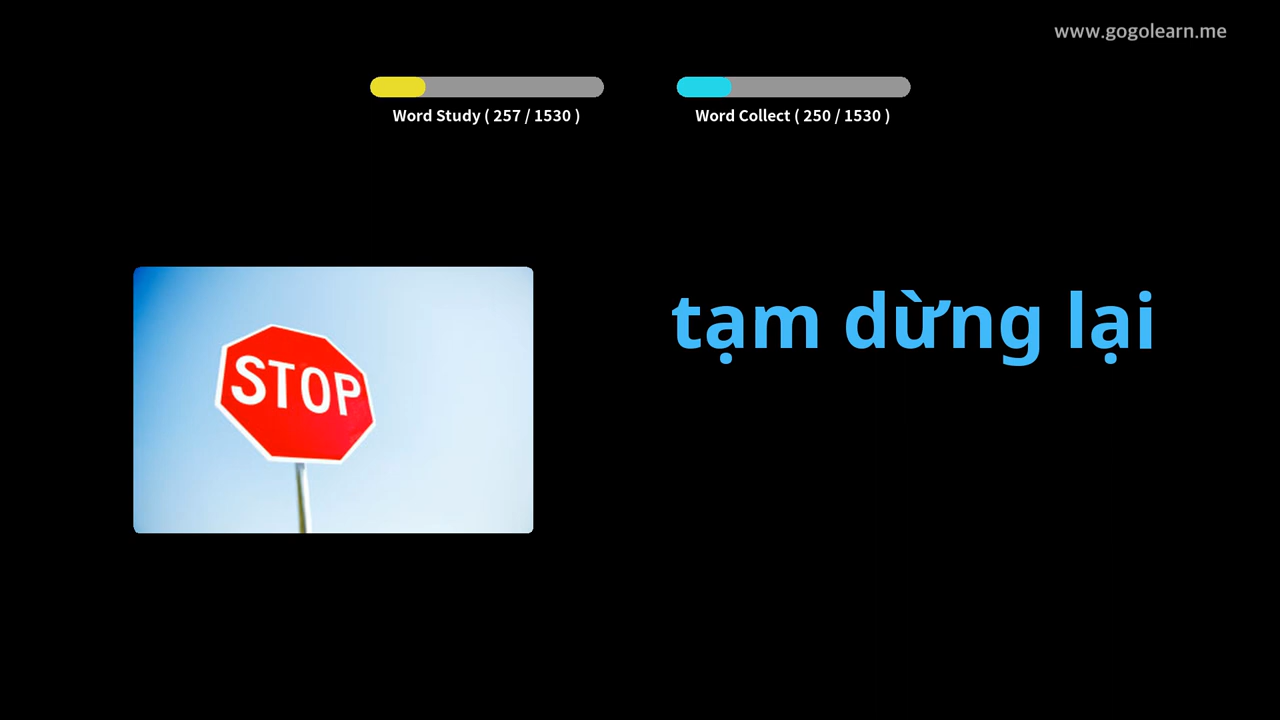 www.gogolearn.me
Word Study ( 257 / 1530 )
Word Collect ( 250 / 1530 )
STOP
tạm dừng lại